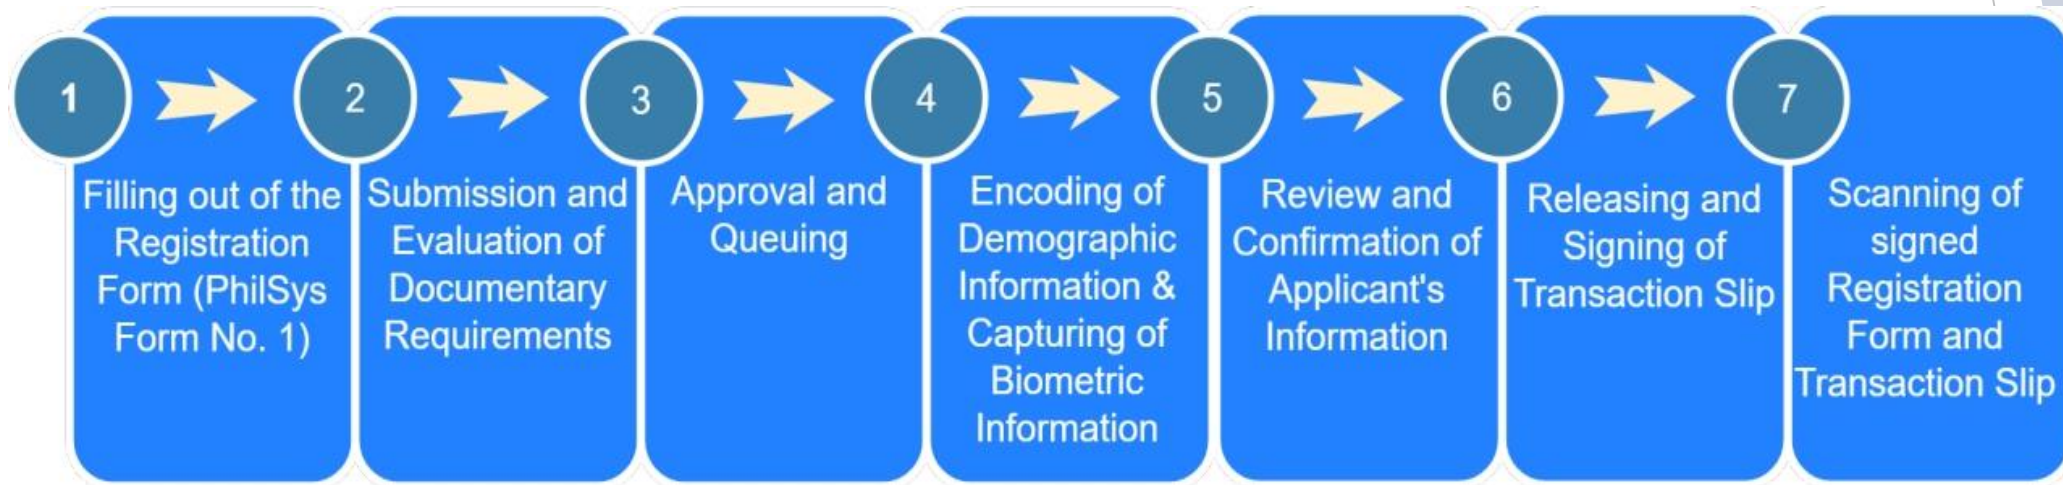 1
Filling out of the
Registration
Form (PhilSys
Form No. 1)
2
Submission and
Evaluation of
Documentary
Requirements
3
Approval and
Queuing
4
Encoding of
Demographic
Information &
Capturing of
Biometric
Information
5
Review and
Confirmation of
Applicant's
Information
6
Releasing and
Signing of
Transaction Slip
7
Scanning of
signed
Registration
Form and
Transaction Slip